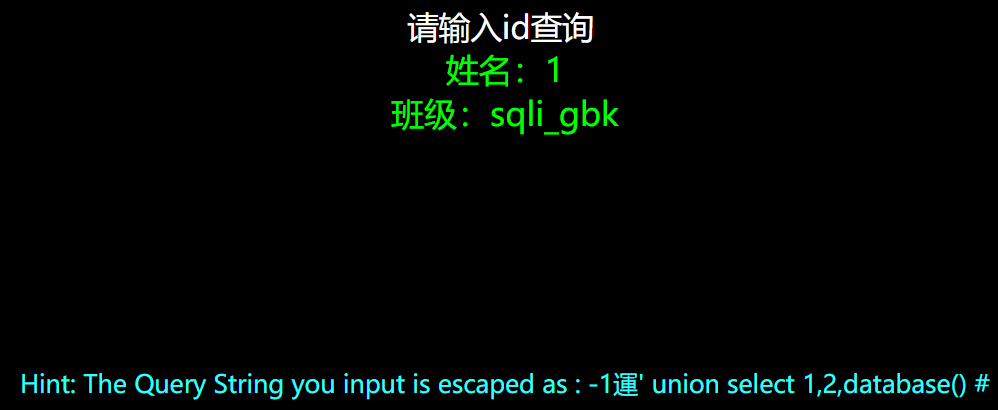 请输入id查询
姓名：1
班级：sqli_gbk
Hint: The Query String you input is escaped as : -1運' union select 1,2,database() #